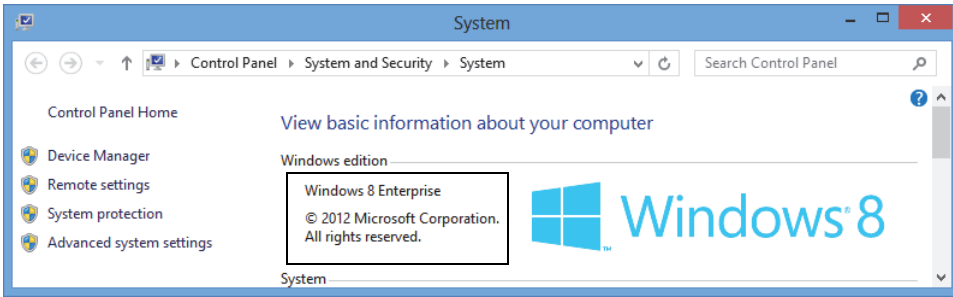 System
Control Panel ▸ System and Security ▸ System
Search Control Panel
Control Panel Home
Device Manager
Remote settings
System protection
Advanced system settings
View basic information about your computer
Windows edition
Windows 8 Enterprise
© 2012 Microsoft Corporation.
All rights reserved.
Windows® 8
™
System